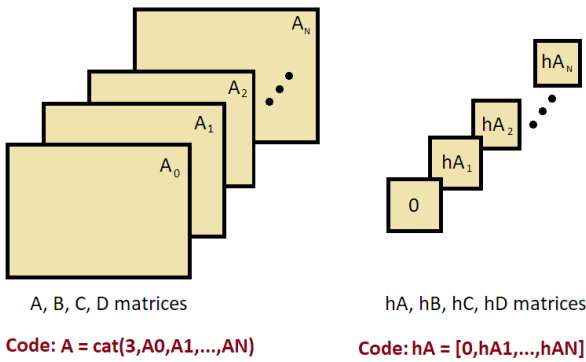 A_N
A_2
A_1
A_0
A, B, C, D matrices
Code: A = cat(3,A0,A1,...,AN)
hA_N
hA_2
hA_1
0
hA, hB, hC, hD matrices
Code: hA = [0,hA1,...,hAN]